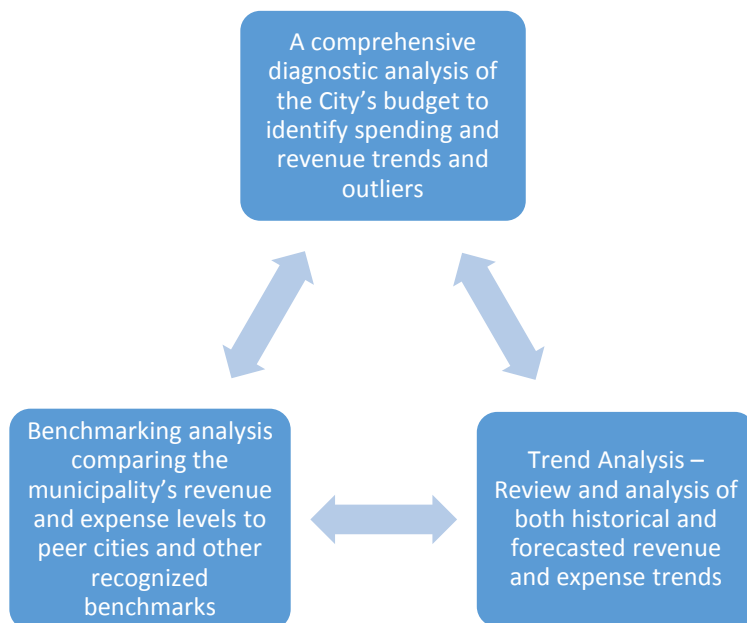 A comprehensive
diagnostic analysis of
the City’s budget to
identify spending and
revenue trends and
outliers
Benchmarking analysis
comparing the
municipality’s revenue
and expense levels to
peer cities and other
recognized
benchmarks
Trend Analysis –
Review and analysis of
both historical and
forecasted revenue
and expense trends